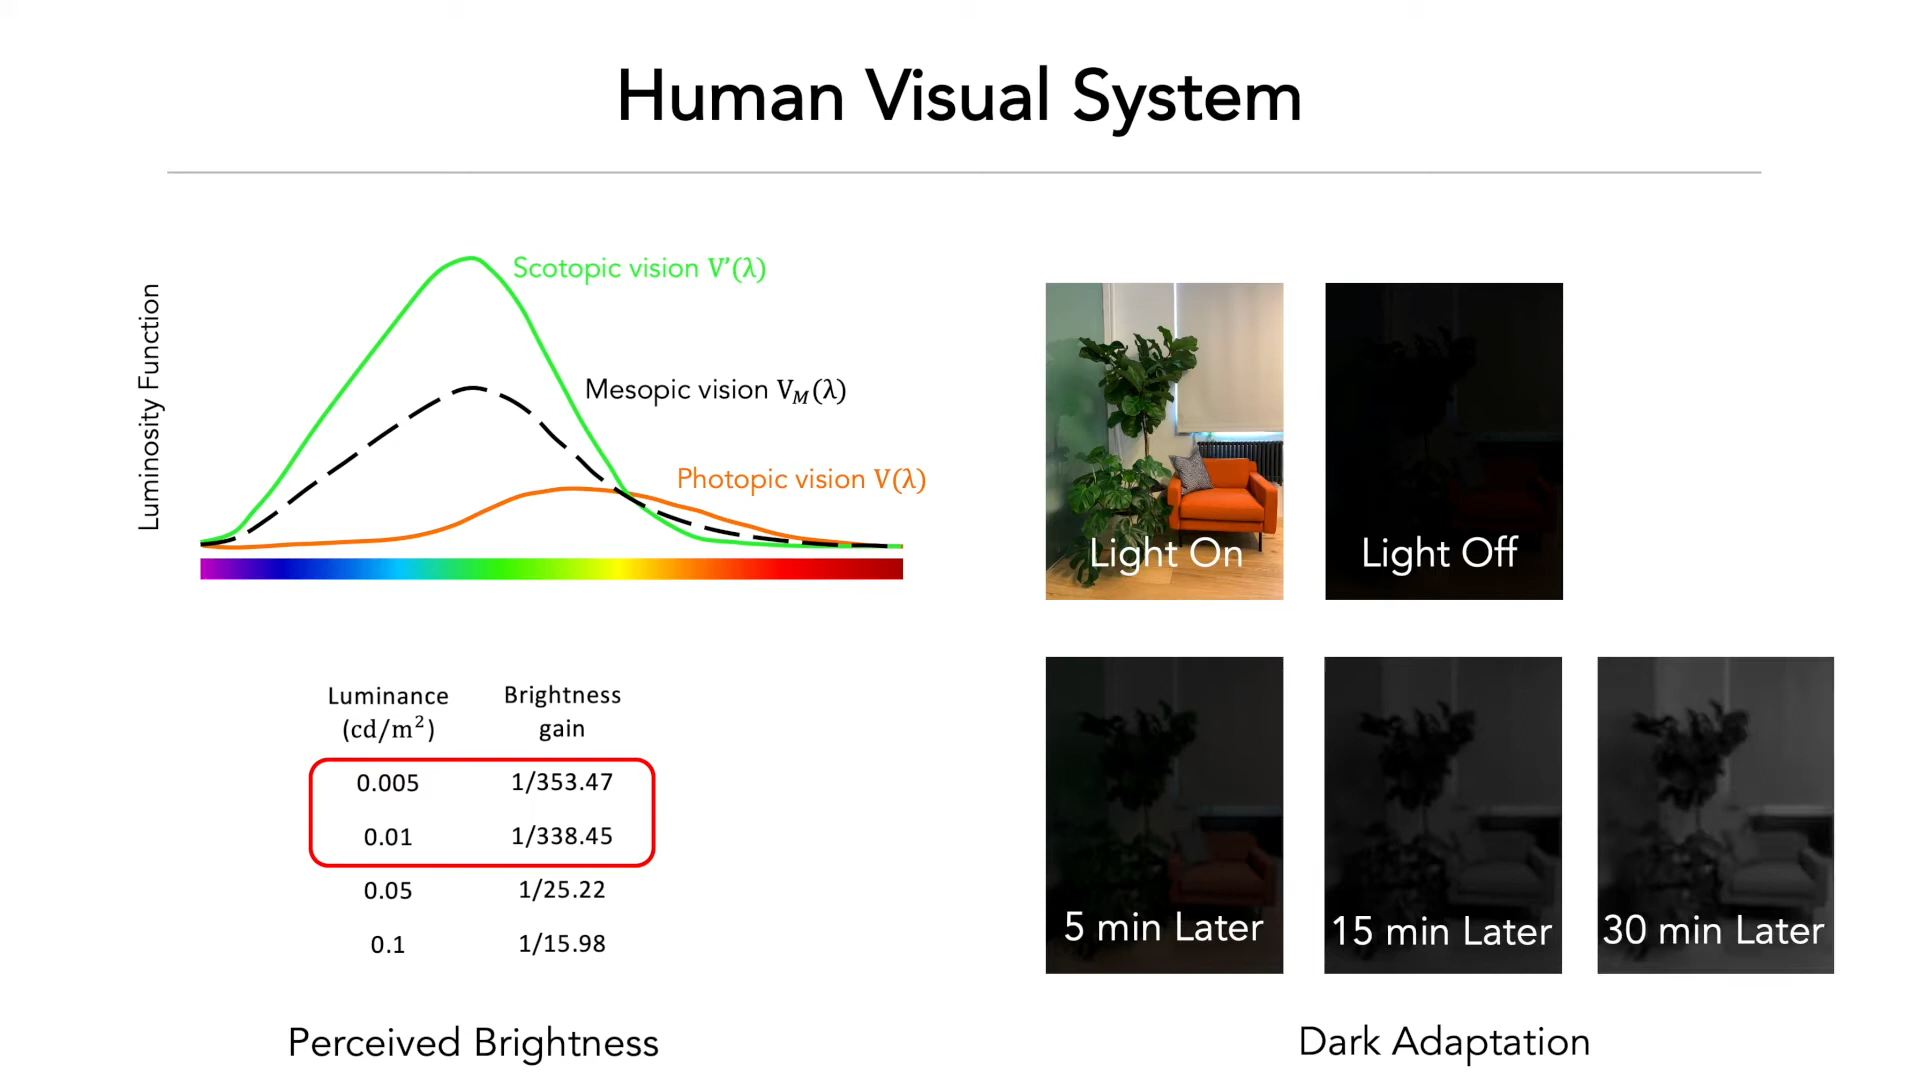 Human Visual System
Luminosity Function
Scotopic vision V'(λ)
Mesopic vision V_M(λ)
Photopic vision V(λ)
Luminance (cd/m²)
Brightness gain
0.005 1/353.47
0.01 1/338.45
0.05 1/25.22
0.1 1/15.98
Perceived Brightness
Light On
Light Off
5 min Later
15 min Later
30 min Later
Dark Adaptation